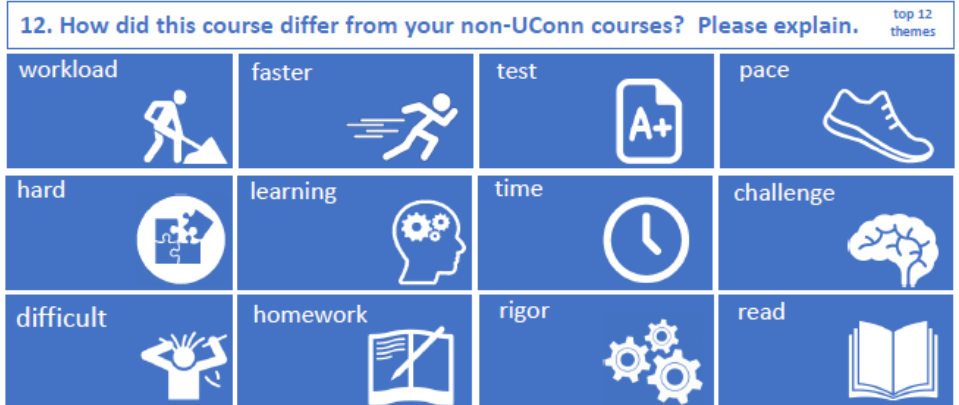 12. How did this course differ from your non-UConn courses?  Please explain.
top 12
themes
workload
faster
test
pace
A+
hard
learning
time
challenge
difficult
homework
rigor
read